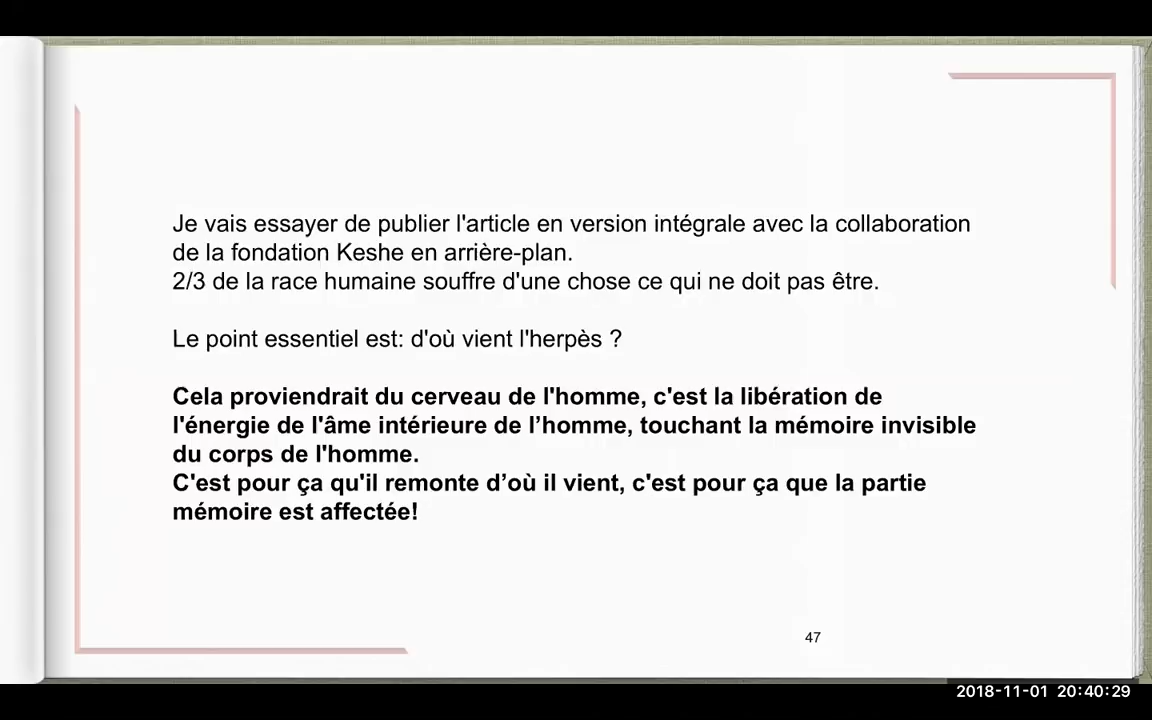 Je vais essayer de publier l'article en version intégrale avec la collaboration
de la fondation Keshe en arrière-plan.
2/3 de la race humaine souffre d'une chose ce qui ne doit pas être.
Le point essentiel est: d'où vient l'herpès ?
Cela proviendrait du cerveau de l'homme, c'est la libération de
l'énergie de l'âme intérieure de l’homme, touchant la mémoire invisible
du corps de l'homme.
C'est pour ça qu'il remonte d’où il vient, c'est pour ça que la partie
mémoire est affectée!
47
2018-11-01 20:40:29